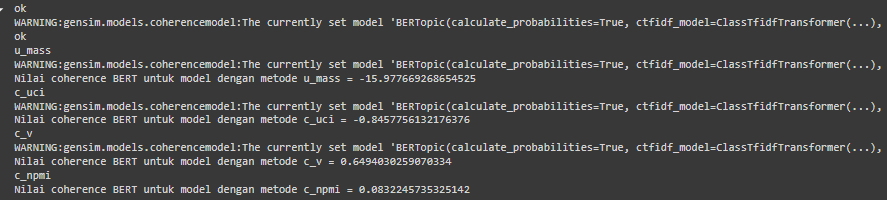 ok
WARNING:gensim.models.coherencemodel:The currently set model 'BERTopic(calculate_probabilities=True, ctfidf_model=ClassTfidfTransformer(...),
ok
u_mass
WARNING:gensim.models.coherencemodel:The currently set model 'BERTopic(calculate_probabilities=True, ctfidf_model=ClassTfidfTransformer(...),
Nilai coherence BERT untuk model dengan metode u_mass = -15.977669268654525
c_uci
WARNING:gensim.models.coherencemodel:The currently set model 'BERTopic(calculate_probabilities=True, ctfidf_model=ClassTfidfTransformer(...),
Nilai coherence BERT untuk model dengan metode c_uci = -0.8457756132176376
c_v
WARNING:gensim.models.coherencemodel:The currently set model 'BERTopic(calculate_probabilities=True, ctfidf_model=ClassTfidfTransformer(...),
Nilai coherence BERT untuk model dengan metode c_v = 0.6494030259070334
c_npmi
Nilai coherence BERT untuk model dengan metode c_npmi = 0.0832245735325142